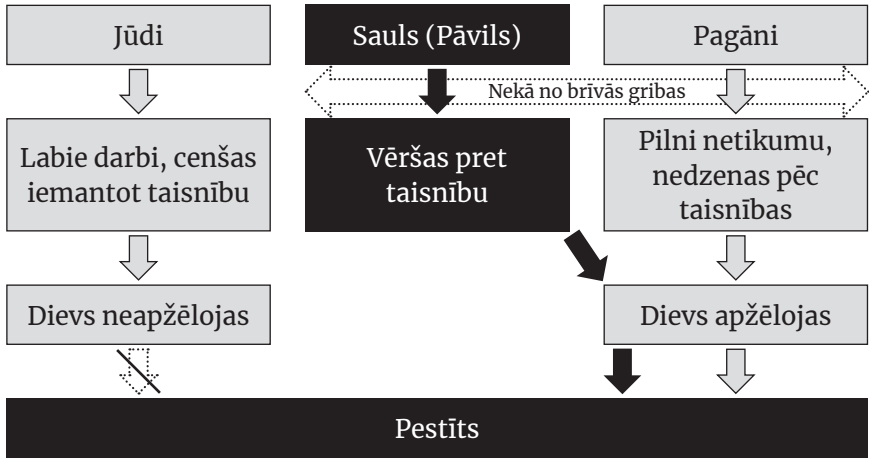 Jūdi
Sauls (Pāvils)
Pagāni
Nekā no brīvās gribas
Labie darbi, cenšas
iemantot taisnību
Vēršas pret
taisnību
Pilni netikumu,
nedzenas pēc
taisnības
Dievs neapžēlojas
Dievs apžēlojas
Pestīts